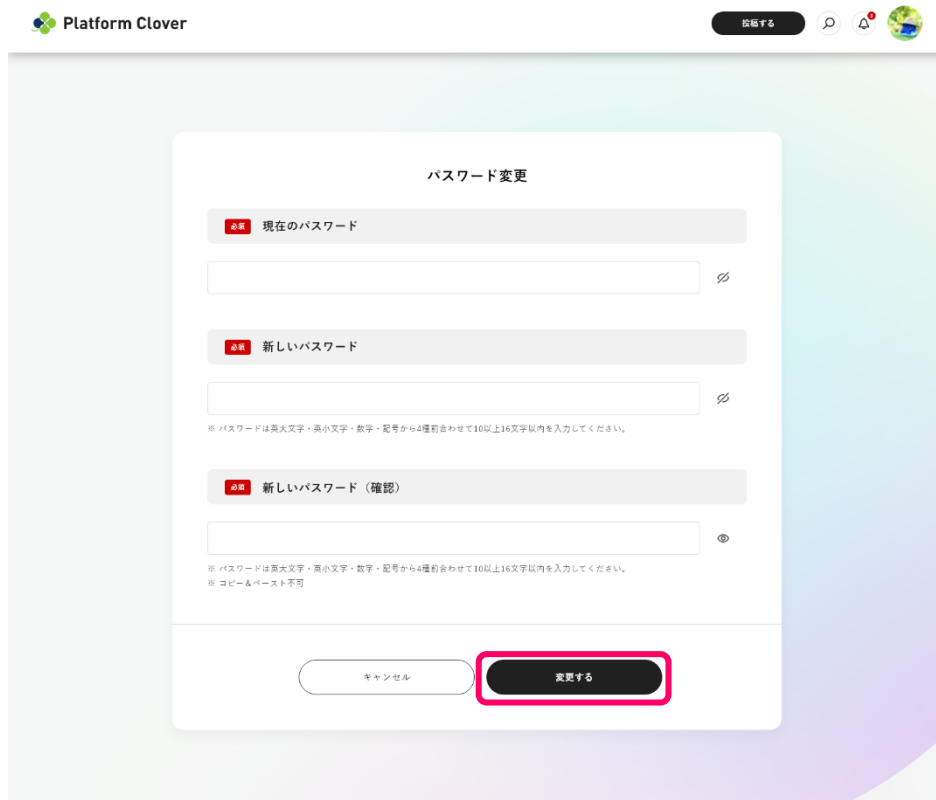 Platform Clover
投稿する
パスワード変更
必須 現在のパスワード
必須 新しいパスワード
※ パスワードは英大文字・英小文字・数字・記号から4種類合わせて10以上16文字以内を入力してください。
必須 新しいパスワード（確認）
※ パスワードは英大文字・英小文字・数字・記号から4種類合わせて10以上16文字以内を入力してください。
※ コピー＆ペースト不可
キャンセル
変更する